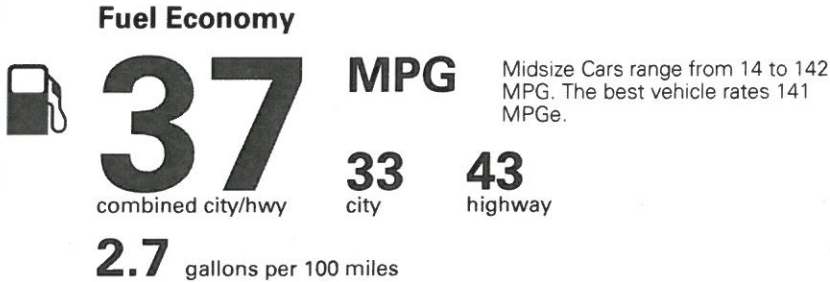 Fuel Economy
37 MPG
Midsize Cars range from 14 to 142
MPG. The best vehicle rates 141
MPGe.
combined city/hwy
33
city
43
highway
2.7 gallons per 100 miles